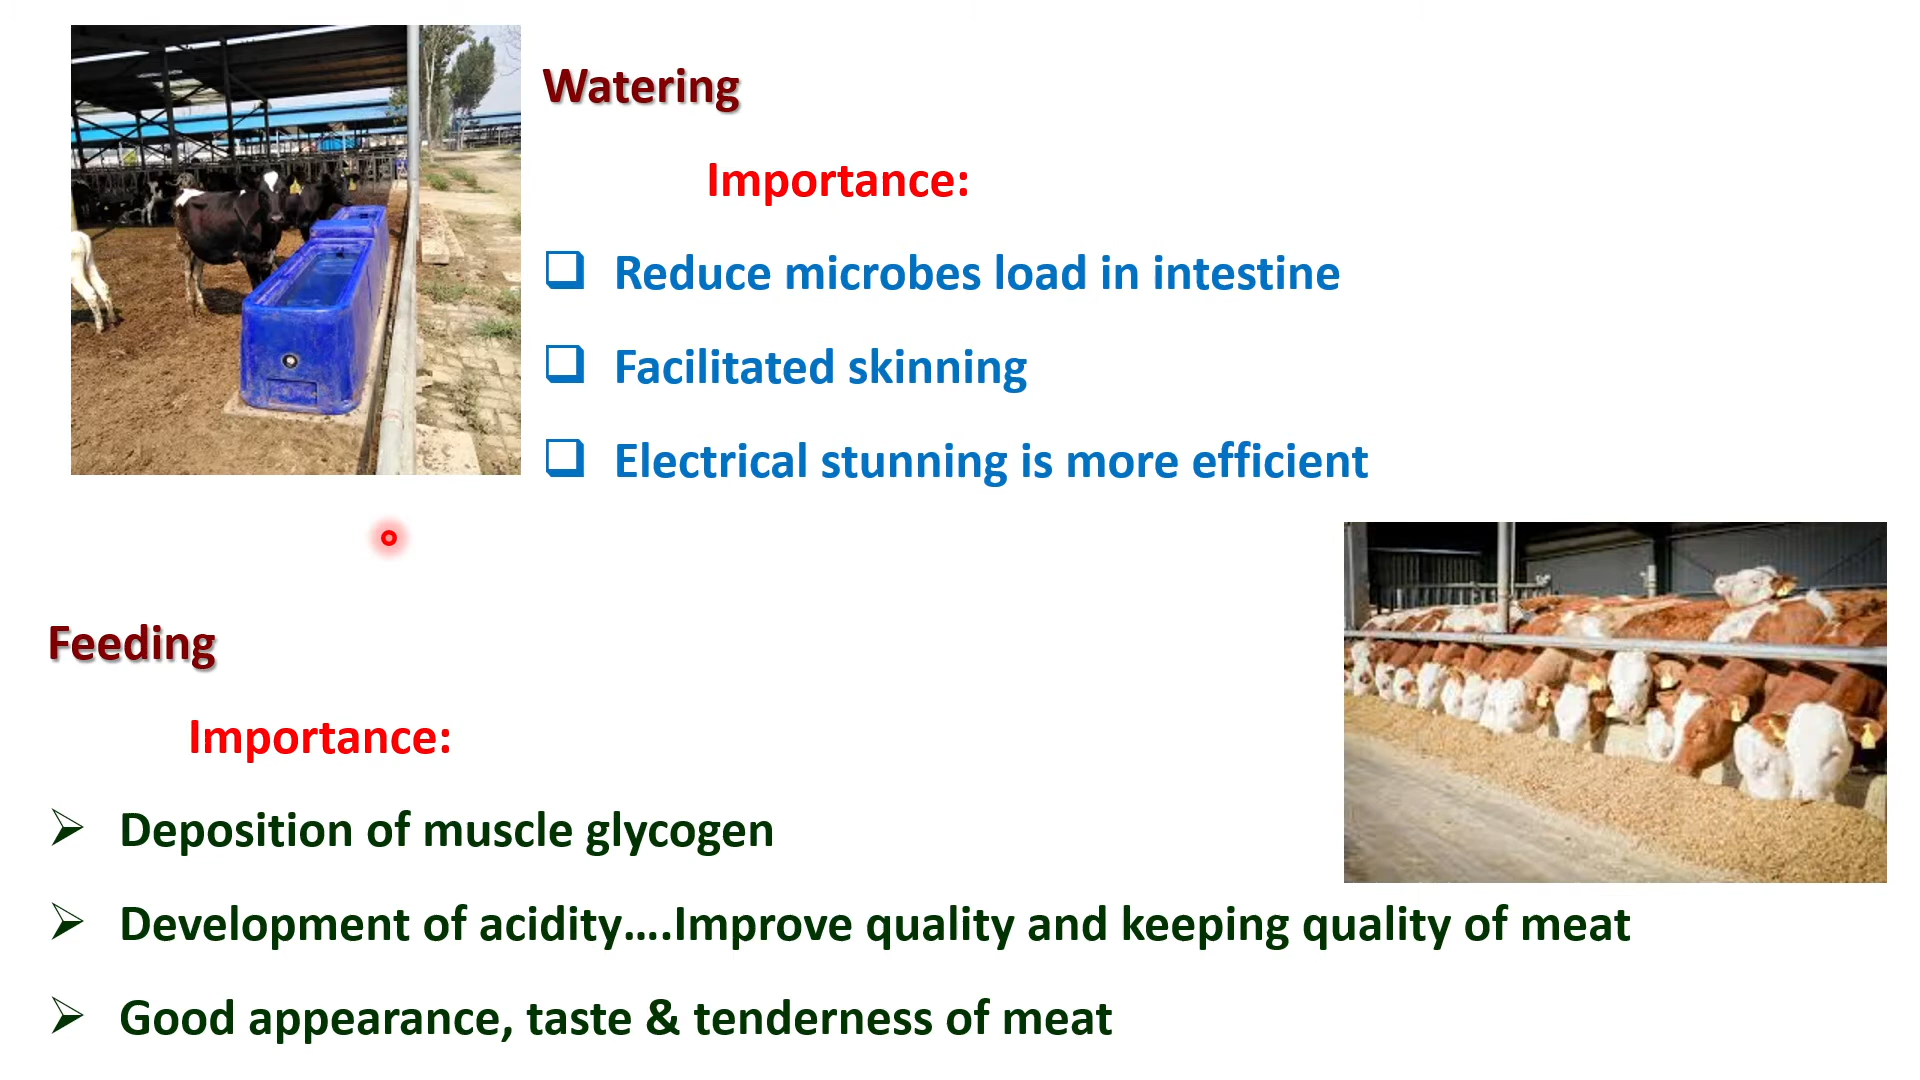 Watering
Importance:
❑ Reduce microbes load in intestine
❑ Facilitated skinning
❑ Electrical stunning is more efficient
Feeding
Importance:
➢ Deposition of muscle glycogen
➢ Development of acidity....Improve quality and keeping quality of meat
➢ Good appearance, taste & tenderness of meat